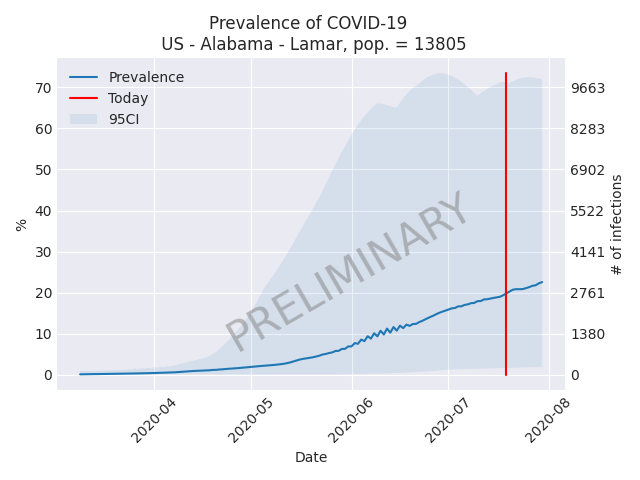 Prevalence of COVID-19
US - Alabama - Lamar, pop. = 13805
Prevalence
Today
95CI
70
60
50
40
30
20
10
0
%
9663
8283
6902
5522
4141
2761
1380
0
# of infections
PRELIMINARY
2020-04
2020-05
2020-06
2020-07
2020-08
Date